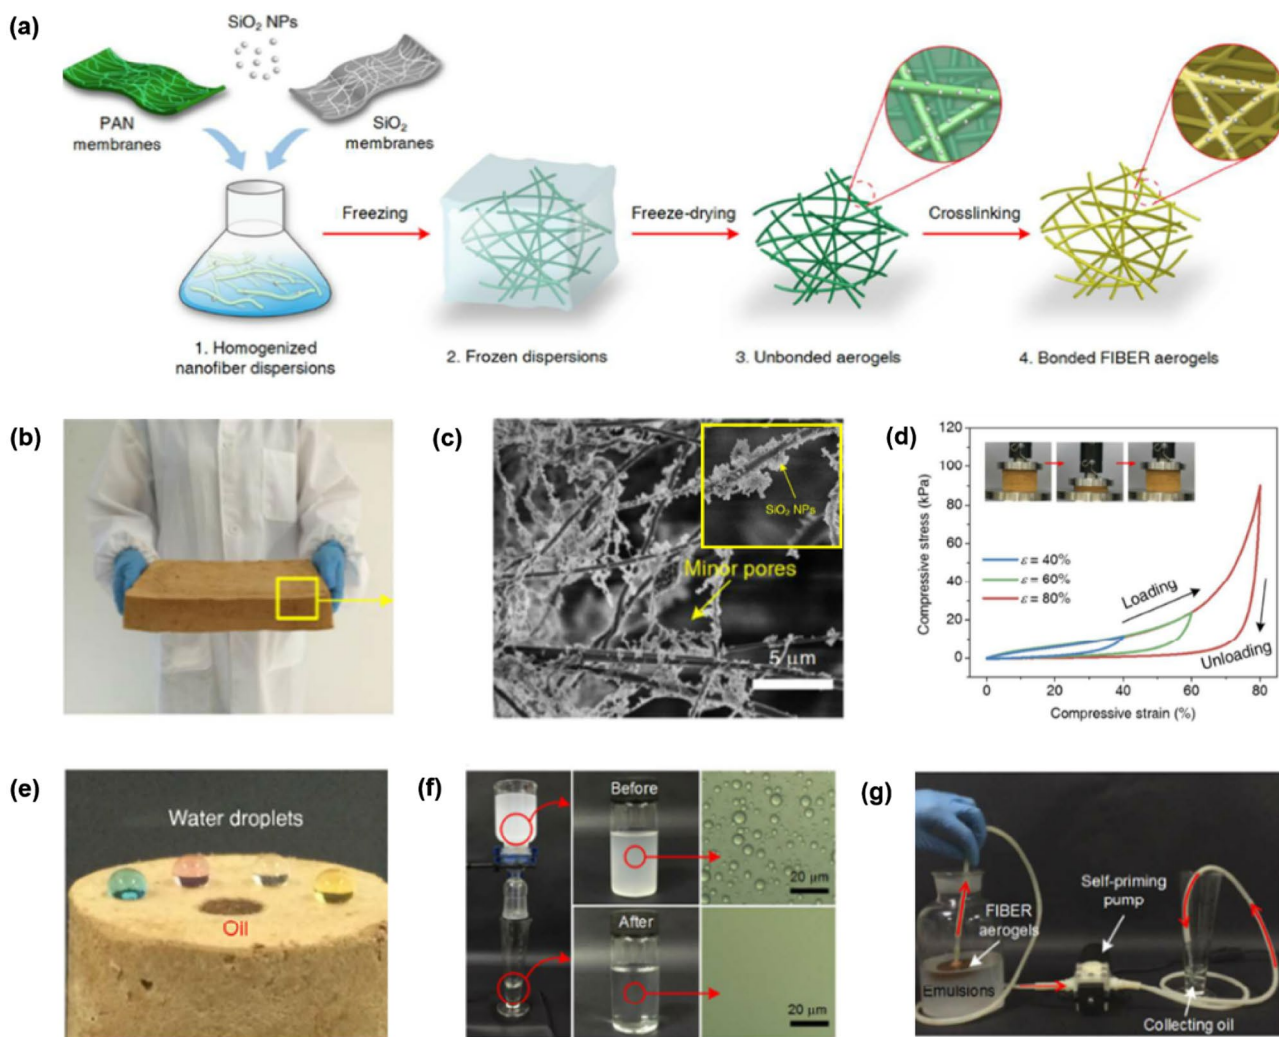 (a)
SiO₂ NPs
PAN
membranes
SiO₂
membranes
Freezing
Freeze-drying
Crosslinking
1. Homogenized
nanofiber dispersions
2. Frozen dispersions
3. Unbonded aerogels
4. Bonded FIBER aerogels
(b)
(c)
SiO₂ NPs
Minor pores
5 μm
(d)
120
100
80
60
40
20
0
Compressive stress (kPa)
ε = 40%
ε = 60%
ε = 80%
Loading
Unloading
0
20
40
60
80
Compressive strain (%)
(e)
Water droplets
Oil
(f)
Before
20 μm
After
20 μm
(g)
Self-priming
pump
FIBER
aerogels
Emulsions
Collecting oil